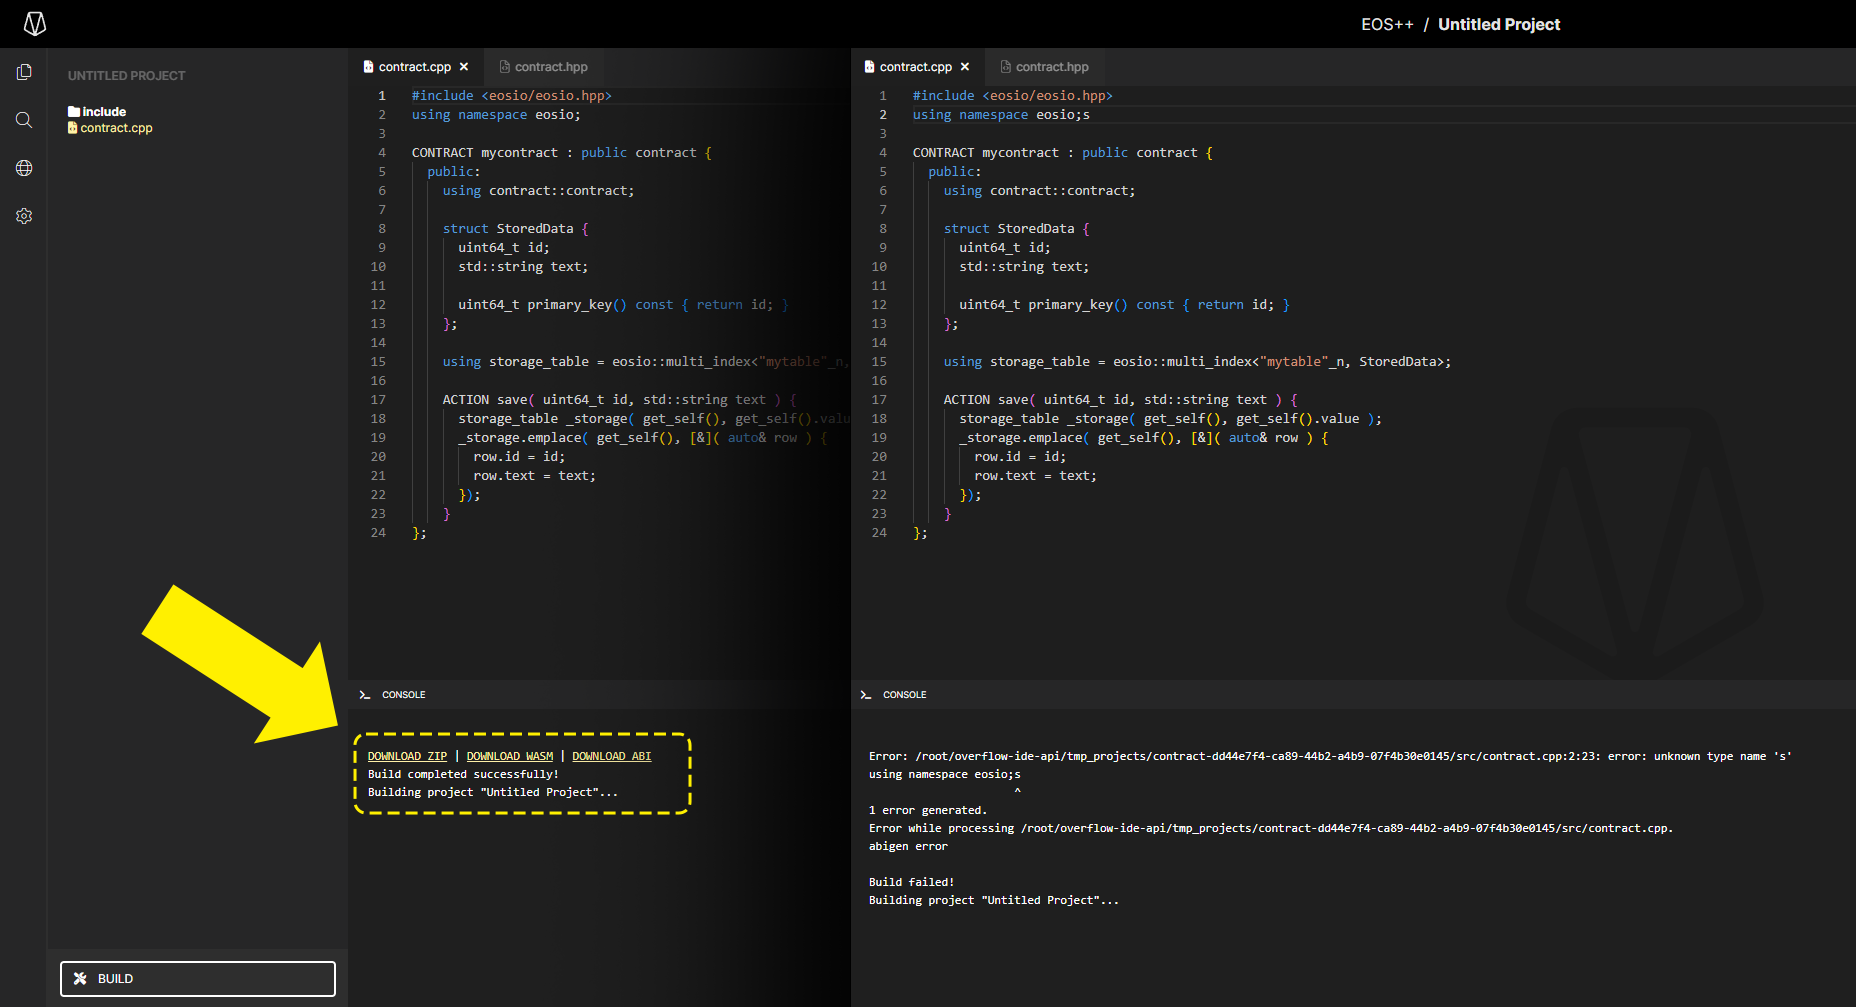 EOS++ / Untitled Project
UNTITLED PROJECT
include
contract.cpp
BUILD
contract.cpp × contract.hpp
1 #include <eosio/eosio.hpp>
2 using namespace eosio;
3
4 CONTRACT mycontract : public contract {
5 public:
6 using contract::contract;
7
8 struct StoredData {
9 uint64_t id;
10 std::string text;
11
12 uint64_t primary_key() const { return id; }
13 };
14
15 using storage_table = eosio::multi_index<"mytable"_n,
16
17 ACTION save( uint64_t id, std::string text ) {
18 storage_table _storage( get_self(), get_self().valu
19 _storage.emplace( get_self(), [&]( auto& row ) {
20 row.id = id;
21 row.text = text;
22 });
23 }
24 };
CONSOLE
DOWNLOAD ZIP | DOWNLOAD WASM | DOWNLOAD ABI
Build completed successfully!
Building project "Untitled Project"...
contract.cpp × contract.hpp
1 #include <eosio/eosio.hpp>
2 using namespace eosio;s
3
4 CONTRACT mycontract : public contract {
5 public:
6 using contract::contract;
7
8 struct StoredData {
9 uint64_t id;
10 std::string text;
11
12 uint64_t primary_key() const { return id; }
13 };
14
15 using storage_table = eosio::multi_index<"mytable"_n, StoredData>;
16
17 ACTION save( uint64_t id, std::string text ) {
18 storage_table _storage( get_self(), get_self().value );
19 _storage.emplace( get_self(), [&]( auto& row ) {
20 row.id = id;
21 row.text = text;
22 });
23 }
24 };
CONSOLE
Error: /root/overflow-ide-api/tmp_projects/contract-dd44e7f4-ca89-44b2-a4b9-07f4b30e0145/src/contract.cpp:2:23: error: unknown type name 's'
using namespace eosio;s
^
1 error generated.
Error while processing /root/overflow-ide-api/tmp_projects/contract-dd44e7f4-ca89-44b2-a4b9-07f4b30e0145/src/contract.cpp.
abigen error
Build failed!
Building project "Untitled Project"...